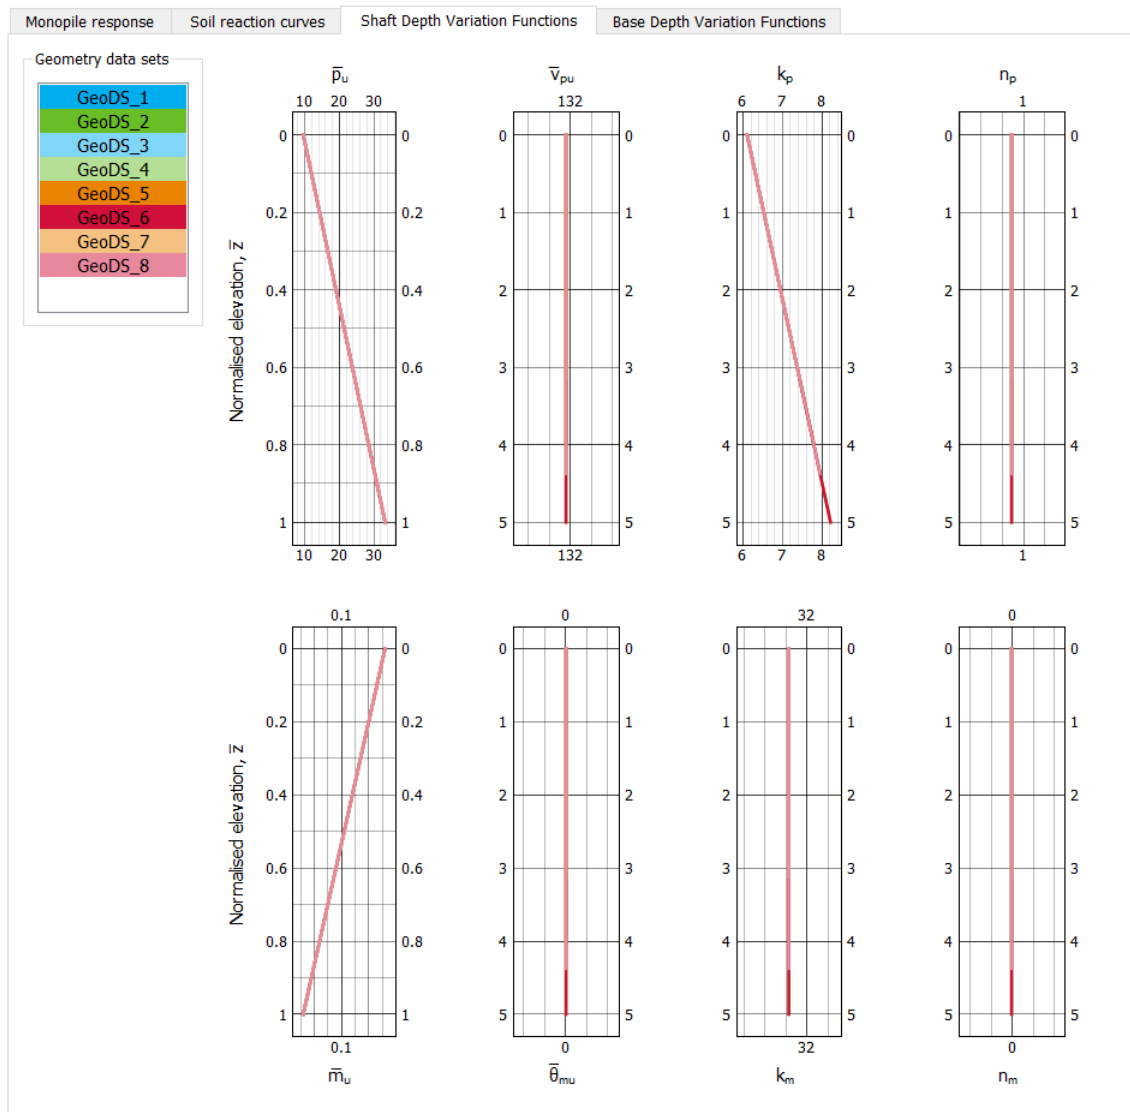 Monopile response Soil reaction curves Shaft Depth Variation Functions Base Depth Variation Functions
Geometry data sets
GeoDS_1
GeoDS_2
GeoDS_3
GeoDS_4
GeoDS_5
GeoDS_6
GeoDS_7
GeoDS_8
p̅ᵤ v̅ₚᵤ kₚ nₚ
10 20 30 132 6 7 8 1
0 0 0 0 0 0 0 0
0.2 0.2 1 1 1 1 1 1
0.4 0.4 2 2 2 2 2 2
Normalised elevation, z̅
0.6 0.6 3 3 3 3 3 3
0.8 0.8 4 4 4 4 4 4
1 1 5 5 5 5 5 5
10 20 30 132 6 7 8 1
0.1 0 32 0
0 0 0 0 0 0 0 0
0.2 0.2 1 1 1 1 1 1
0.4 0.4 2 2 2 2 2 2
Normalised elevation, z̅
0.6 0.6 3 3 3 3 3 3
0.8 0.8 4 4 4 4 4 4
1 1 5 5 5 5 5 5
0.1 0 32 0
m̅ᵤ θ̅ₘᵤ kₘ nₘ